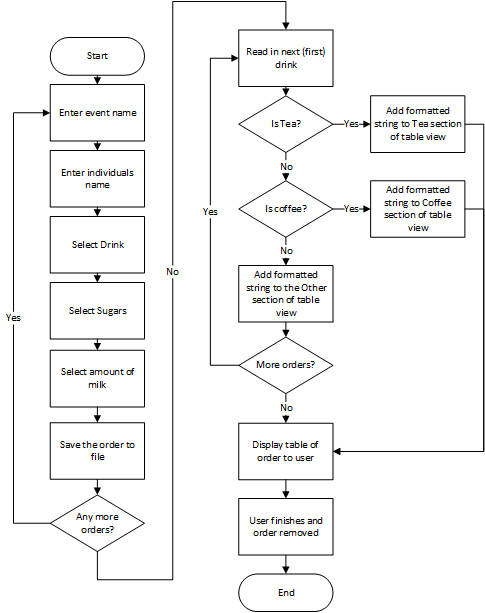 Start
Enter event name
Enter individuals
name
Select Drink
Select Sugars
Select amount of
milk
Save the order to
file
Any more
orders?
Yes
No
Read in next (first)
drink
Is Tea?
Yes
Add formatted
string to Tea section
of table view
No
Is coffee?
Yes
Add formatted
string to Coffee
section of table
view
No
Add formatted
string to the Other
section of table
view
More orders?
Yes
No
Display table of
order to user
User finishes and
order removed
End